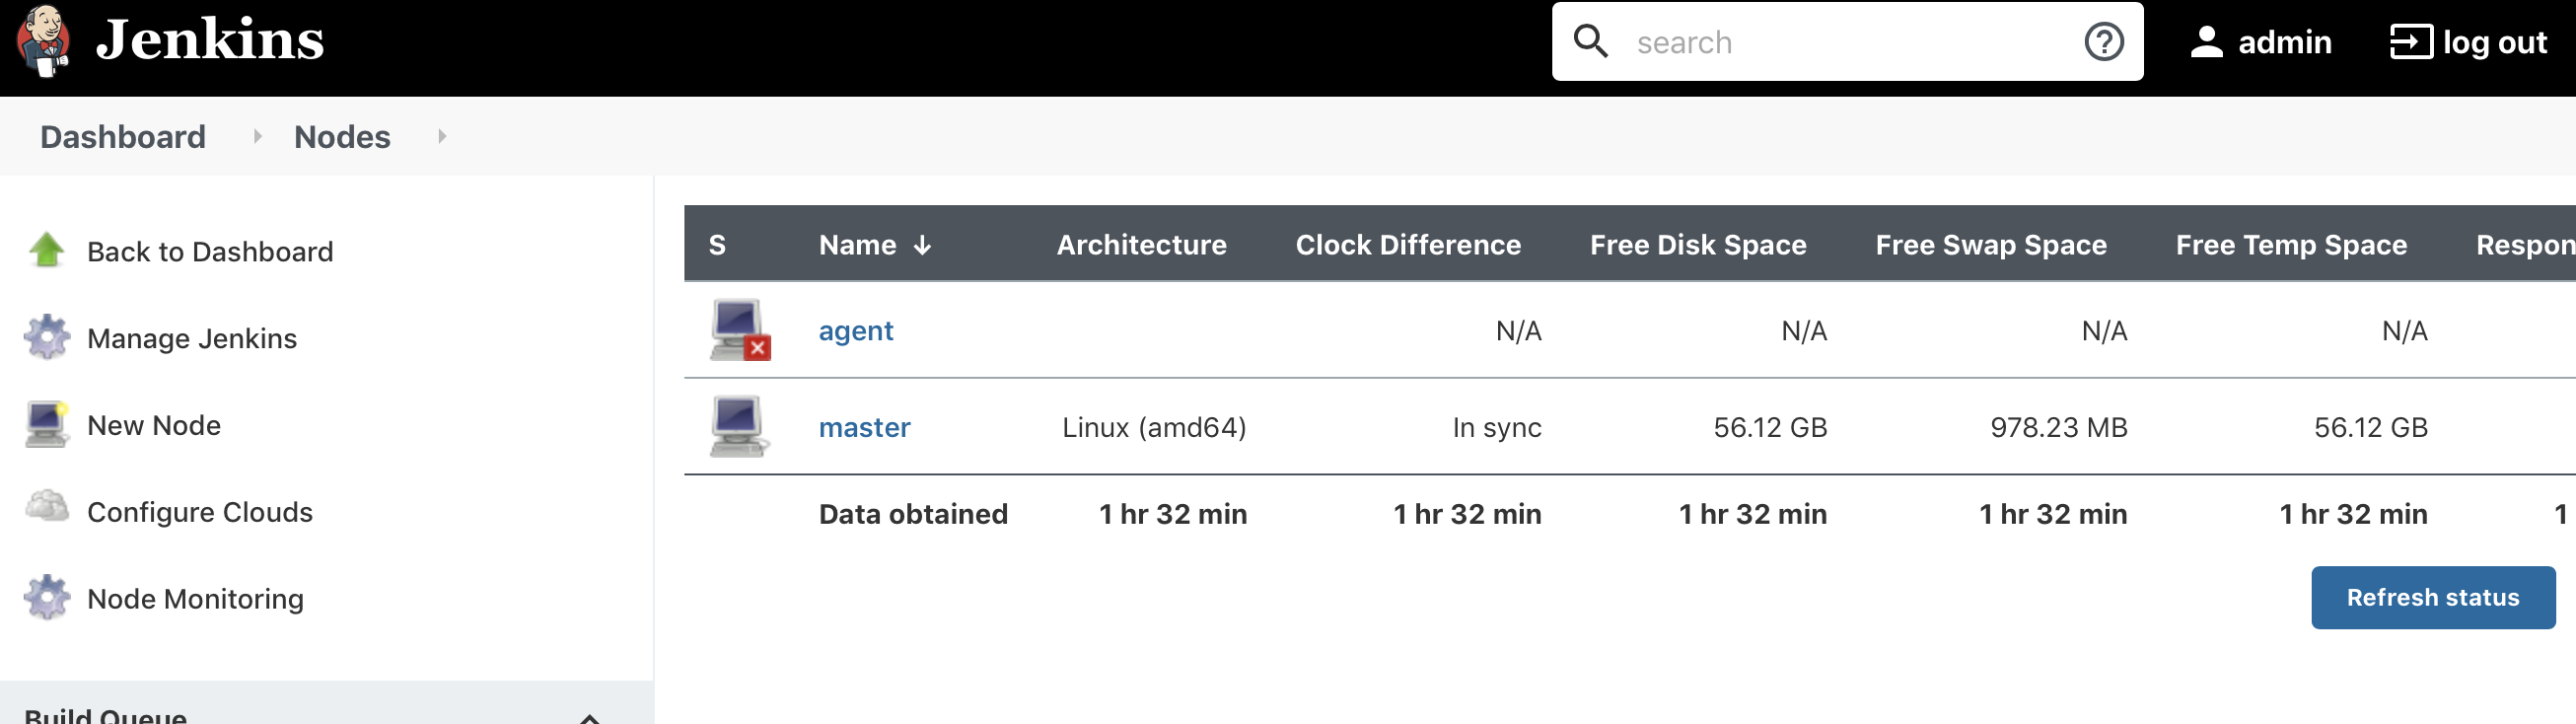 Jenkins
search
admin
log out
Dashboard
Nodes
Back to Dashboard
Manage Jenkins
New Node
Configure Clouds
Node Monitoring
Build Queue
S Name ↓ Architecture Clock Difference Free Disk Space Free Swap Space Free Temp Space Respon
agent N/A N/A N/A N/A
master Linux (amd64) In sync 56.12 GB 978.23 MB 56.12 GB
Data obtained 1 hr 32 min 1 hr 32 min 1 hr 32 min 1 hr 32 min 1 hr 32 min 1
Refresh status